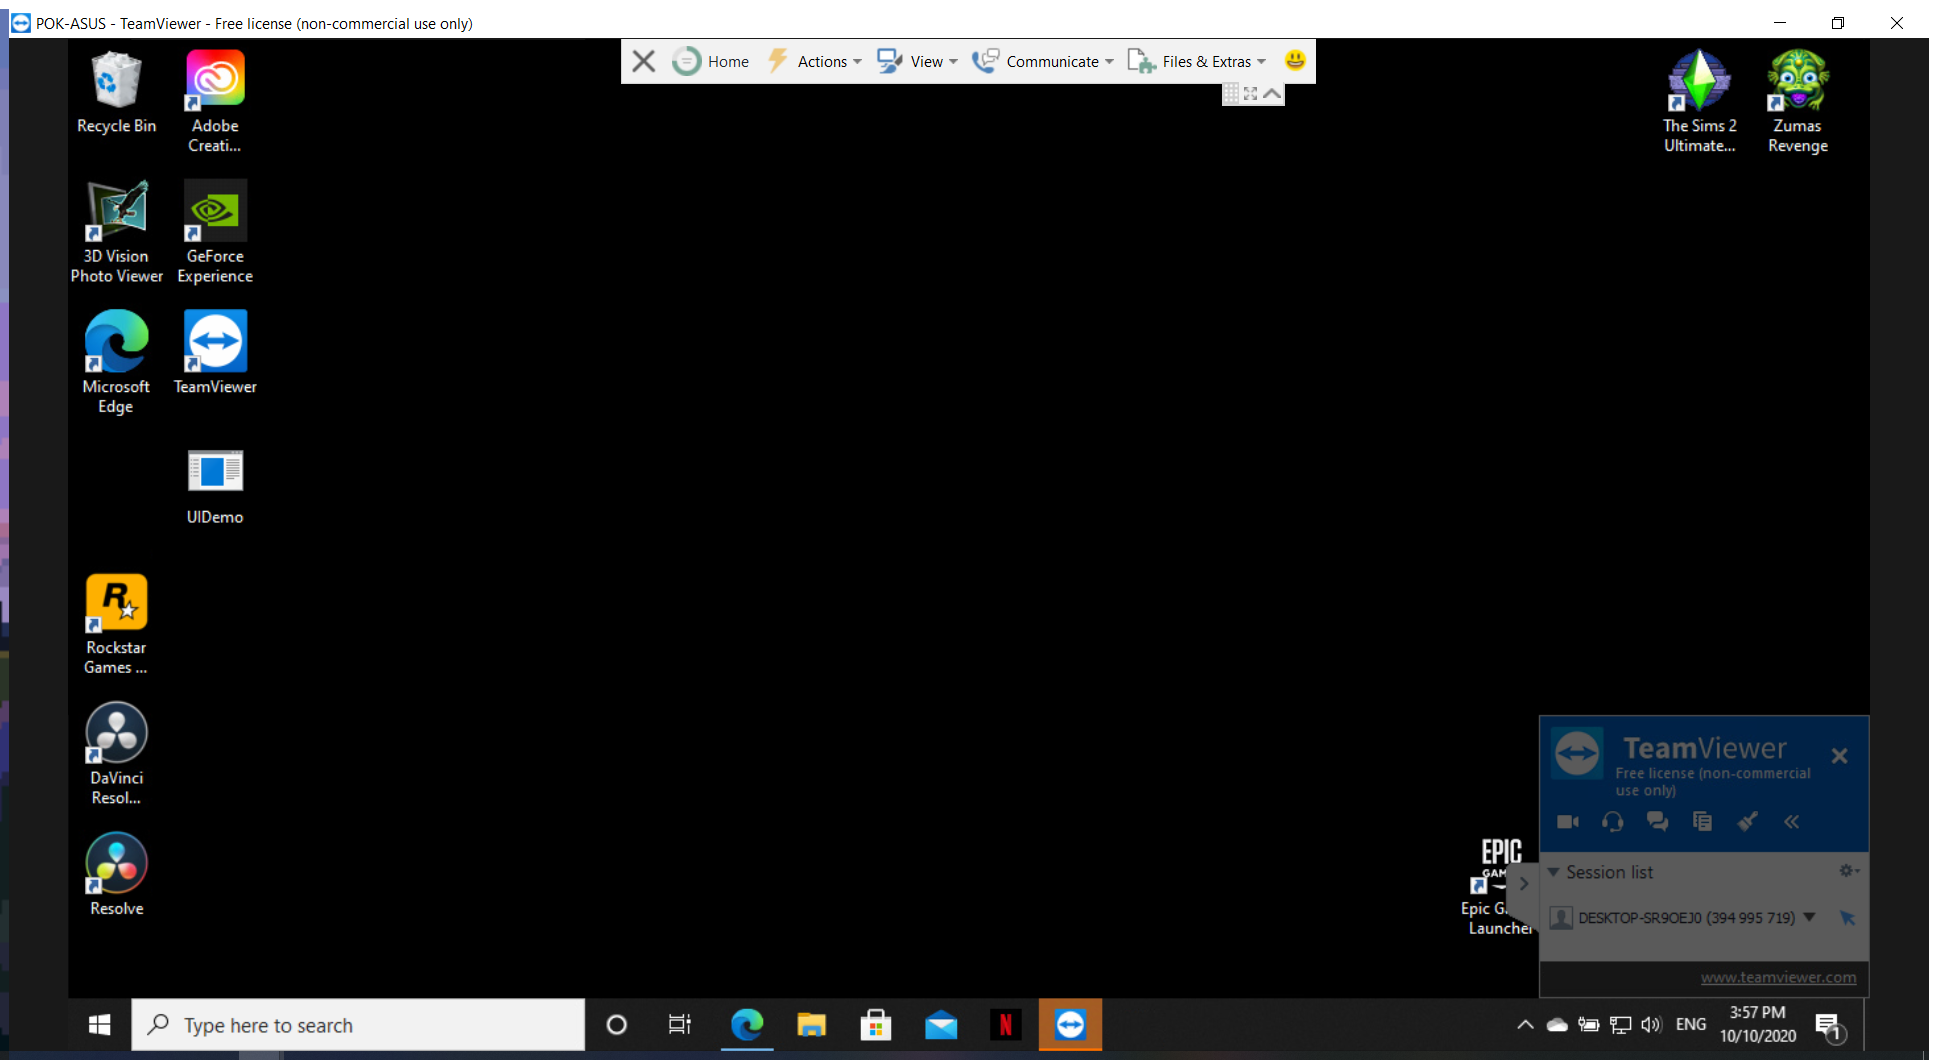 POK-ASUS - TeamViewer - Free license (non-commercial use only)
Home
Actions
View
Communicate
Files & Extras
Recycle Bin
Adobe
Creati...
The Sims 2
Ultimate...
Zumas
Revenge
3D Vision
Photo Viewer
GeForce
Experience
Microsoft
Edge
TeamViewer
UIDemo
R
Rockstar
Games ...
DaVinci
Resol...
Resolve
EPIC
GAM
Epic G...
Launcher
TeamViewer
Free license (non-commercial
use only)
Session list
DESKTOP-SR9OEJ0 (394 995 719)
www.teamviewer.com
Type here to search
N
ENG
3:57 PM
10/10/2020
1